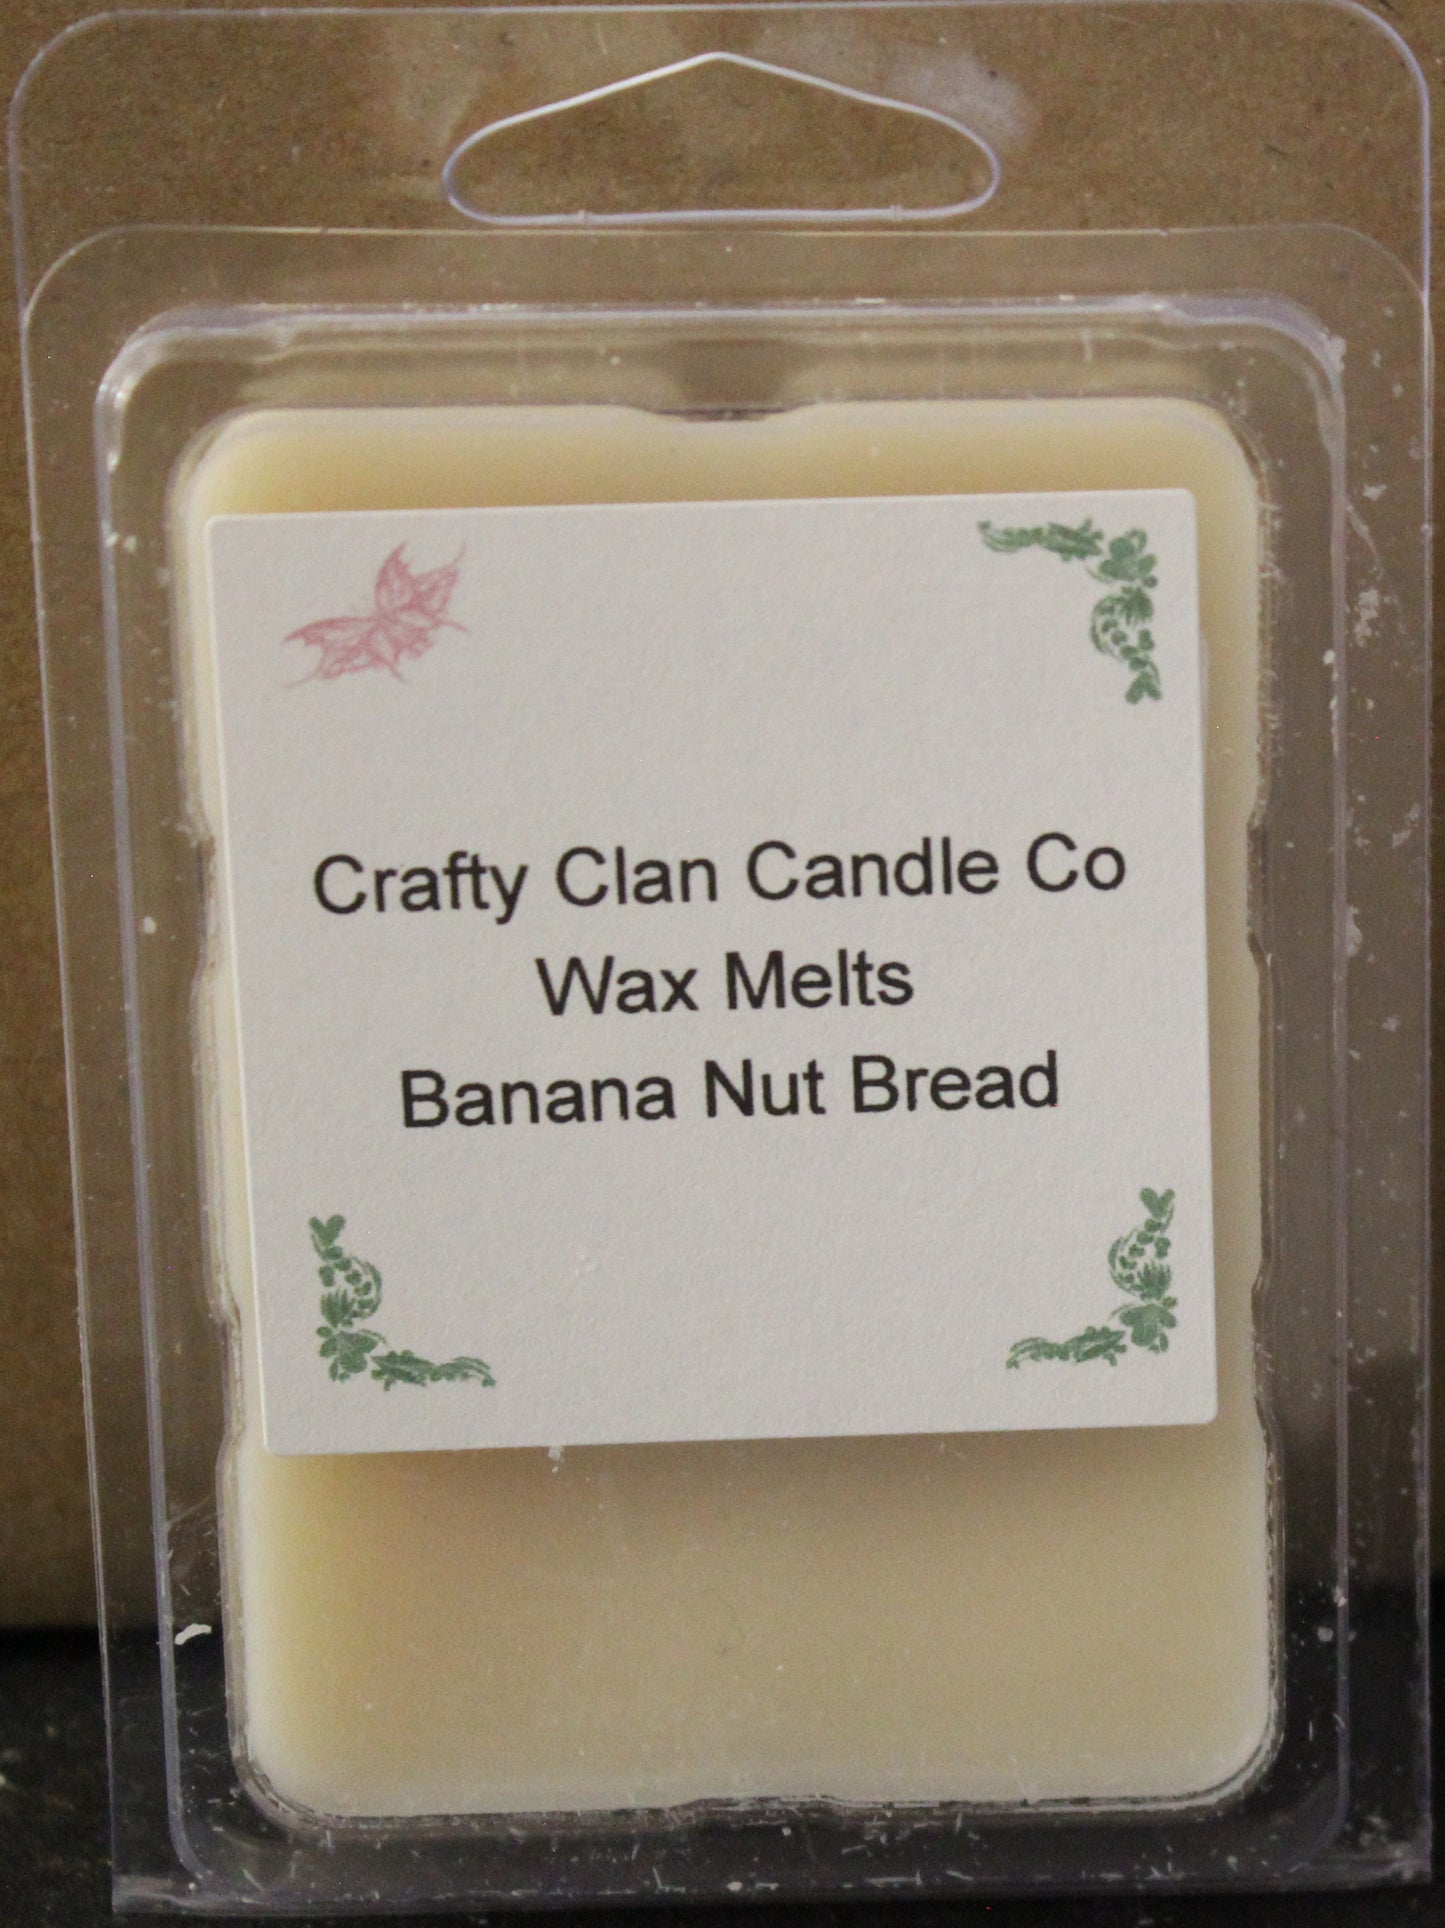 Crafty Clan Candle Co
Wax Melts
Banana Nut Bread